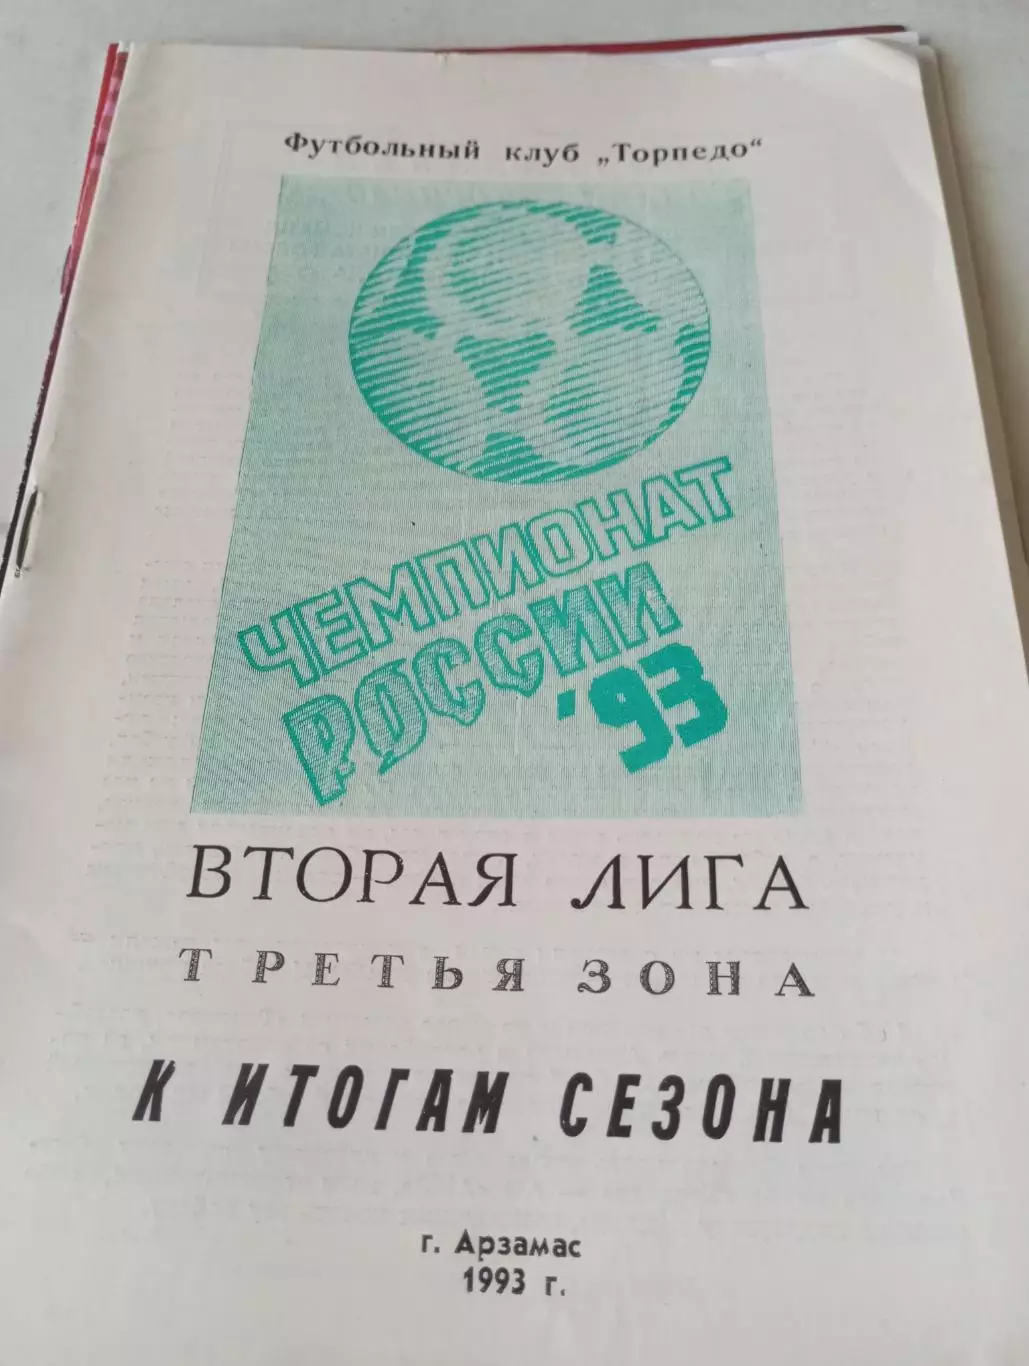 Футбольный клуб „Торпедо“
ЧЕМПИОНАТ
РОССИИ
'93
ВТОРАЯ ЛИГА
ТРЕТЬЯ ЗОНА
К ИТОГАМ СЕЗОНА
г. Арзамас
1993 г.